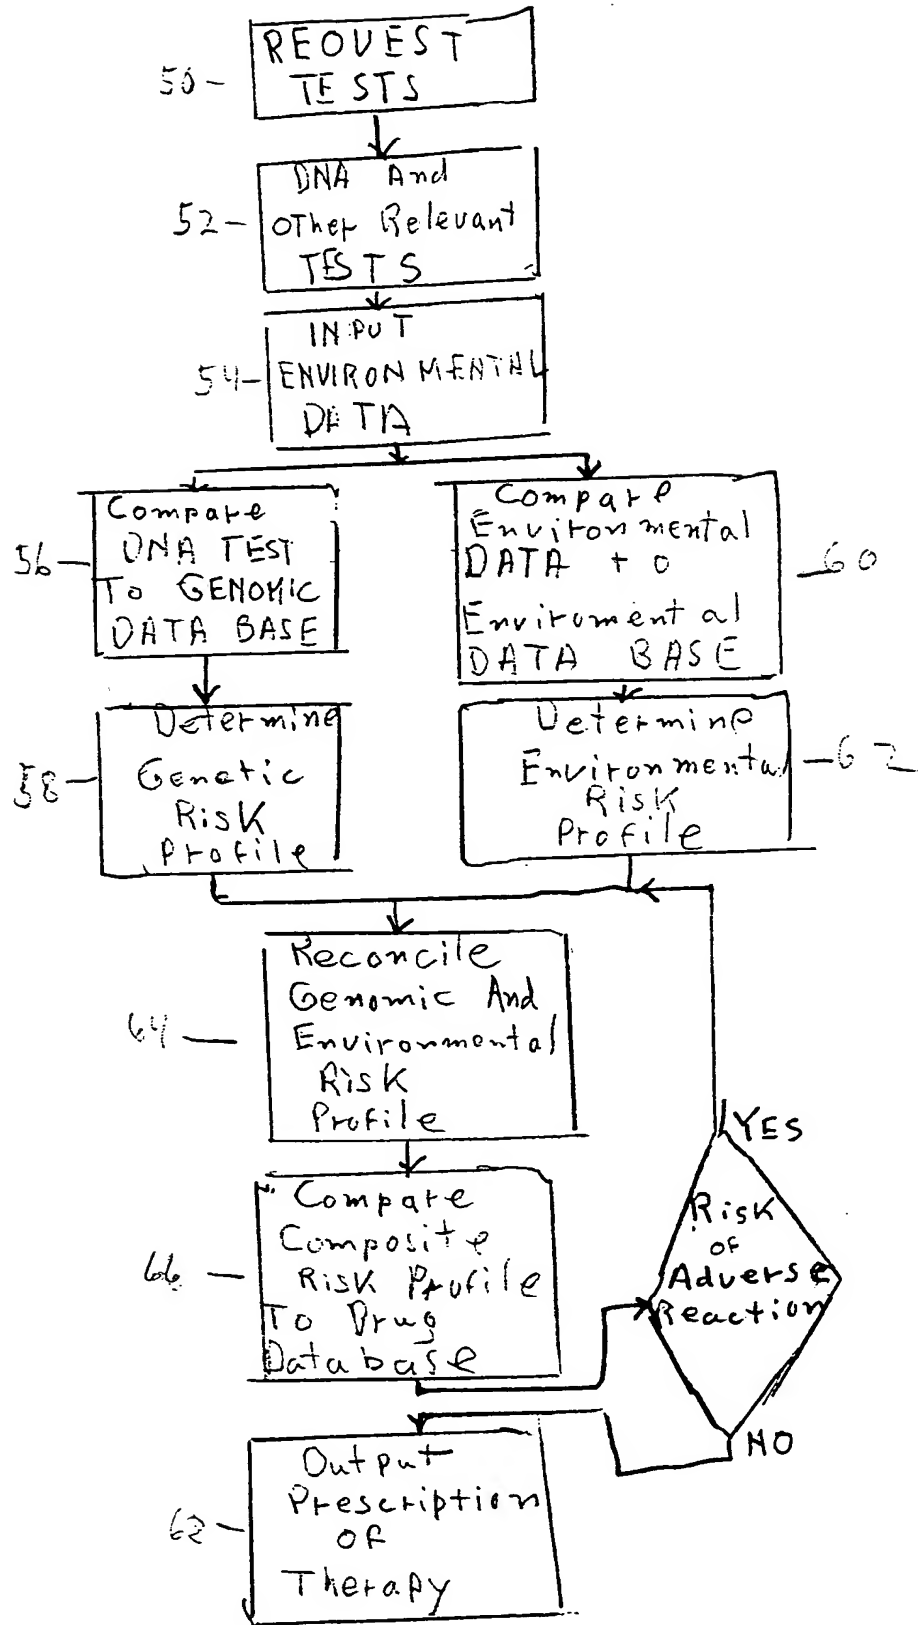 REQUEST
50 - TESTS
DNA And
52 - OTher Relevant
TESTS
INPUT
54 - ENVIRONMENTAL
DATA
Compare
DNA TEST
56 - To GENOMIC
DATA BASE
Compare
Environmental
DATA to
60
Enviromental
DATA BASE
Determine
58 - Genetic
Risk
Profile
Determine
Environmental - 62
Risk
Profile
Reconcile
Genomic And
64 - Environmental
Risk
Profile
Compare
Composite
66 - Risk Profile
To Drug
Database
YES
Risk
of
Adverse
Reaction
NO
Output
Prescription
68 - OF
Therapy